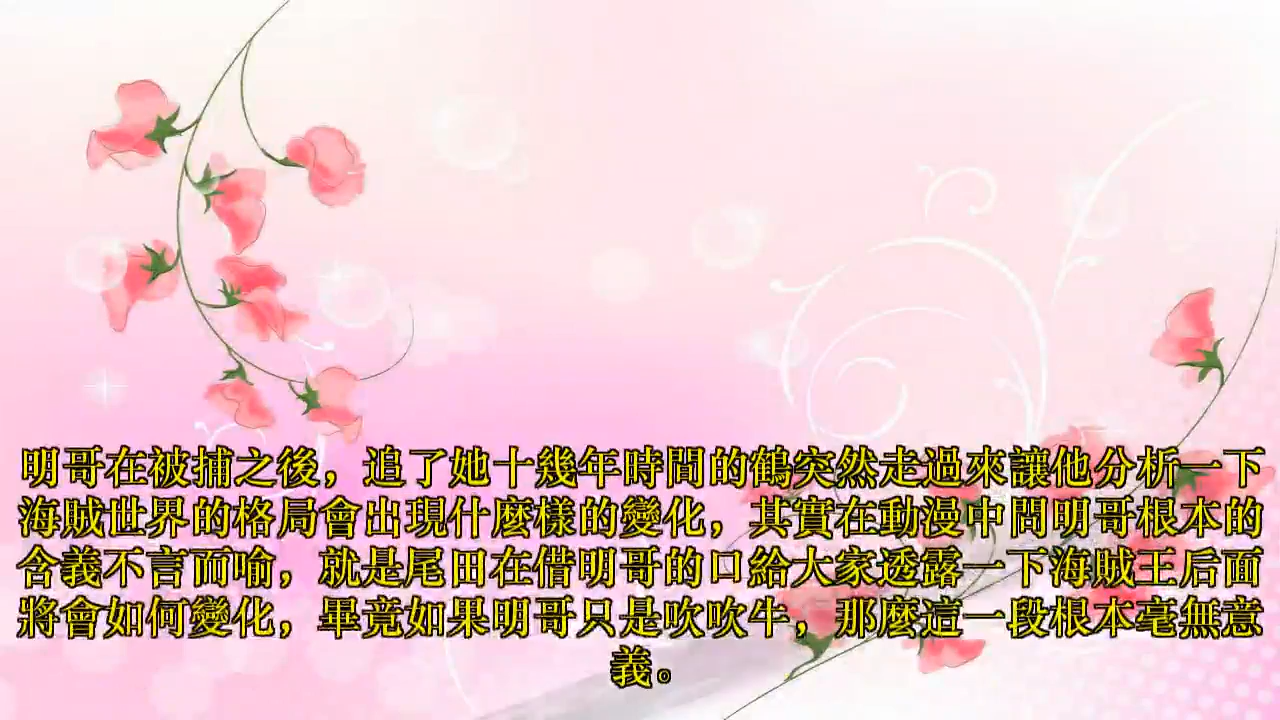 明哥在被捕之後，追了她十幾年時間的鶴突然走過來讓他分析一下
海賊世界的格局會出現什麼樣的變化，其實在動漫中問明哥根本的
含義不言而喻，就是尾田在借明哥的口給大家透露一下海賊王后面
將會如何變化，畢竟如果明哥只是吹吹牛，那麼這一段根本毫無意
義。